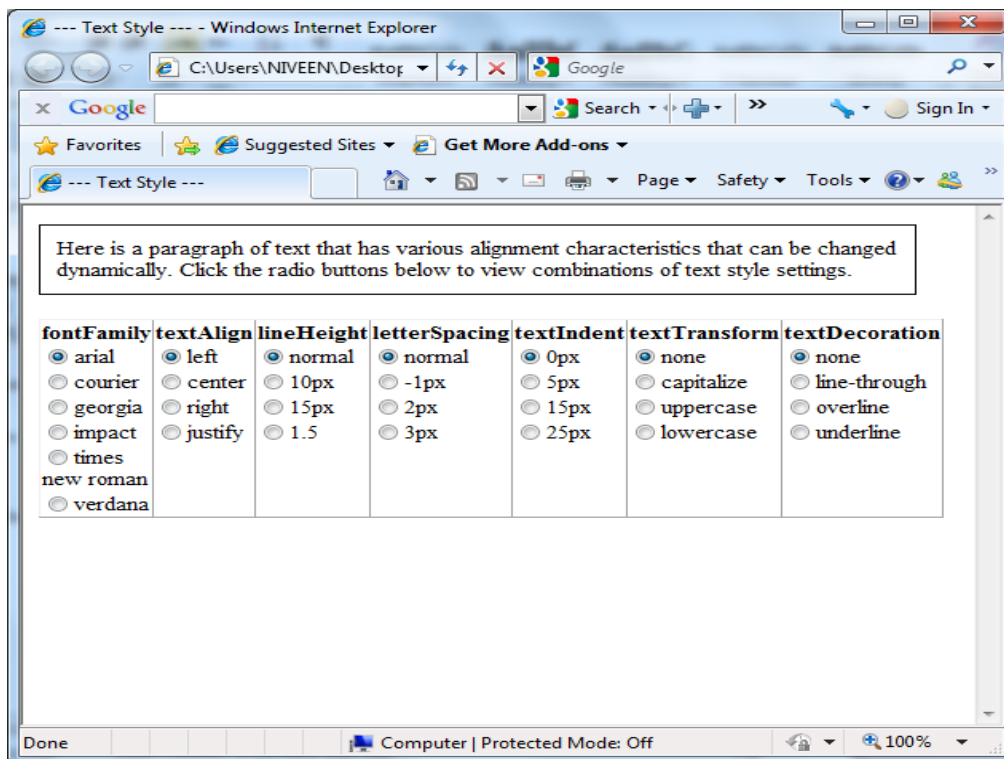 --- Text Style --- - Windows Internet Explorer
C:\Users\NIVEEN\Desktop
Google
x Google
Search
>>
Sign In
Favorites
Suggested Sites
Get More Add-ons
--- Text Style ---
Page
Safety
Tools
>>
Here is a paragraph of text that has various alignment characteristics that can be changed
dynamically. Click the radio buttons below to view combinations of text style settings.
fontFamily textAlign lineHeight letterSpacing textIndent textTransform textDecoration
arial left normal normal 0px none none
courier center 10px -1px 5px capitalize line-through
georgia right 15px 2px 15px uppercase overline
impact justify 1.5 3px 25px lowercase underline
times
new roman
verdana
Done
Computer | Protected Mode: Off
100%